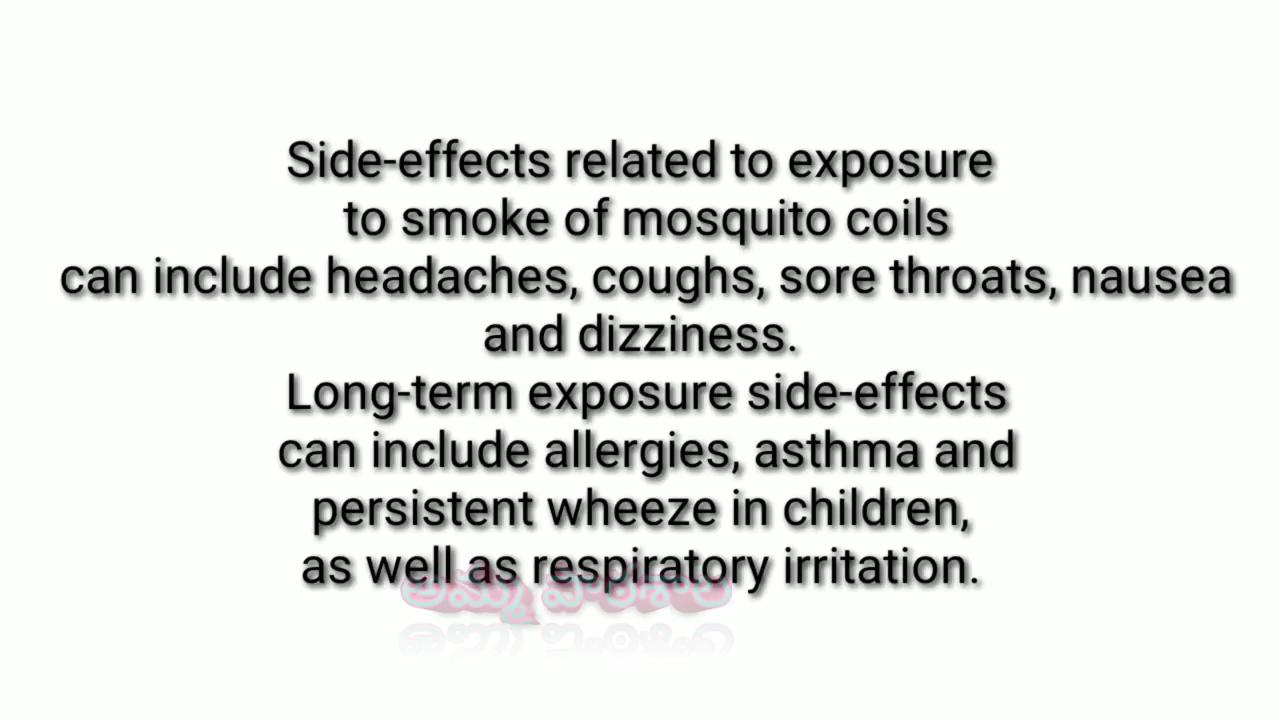 Side-effects related to exposure
to smoke of mosquito coils
can include headaches, coughs, sore throats, nausea
and dizziness.
Long-term exposure side-effects
can include allergies, asthma and
persistent wheeze in children,
as well as respiratory irritation.
అమ్మ పాఠశాల